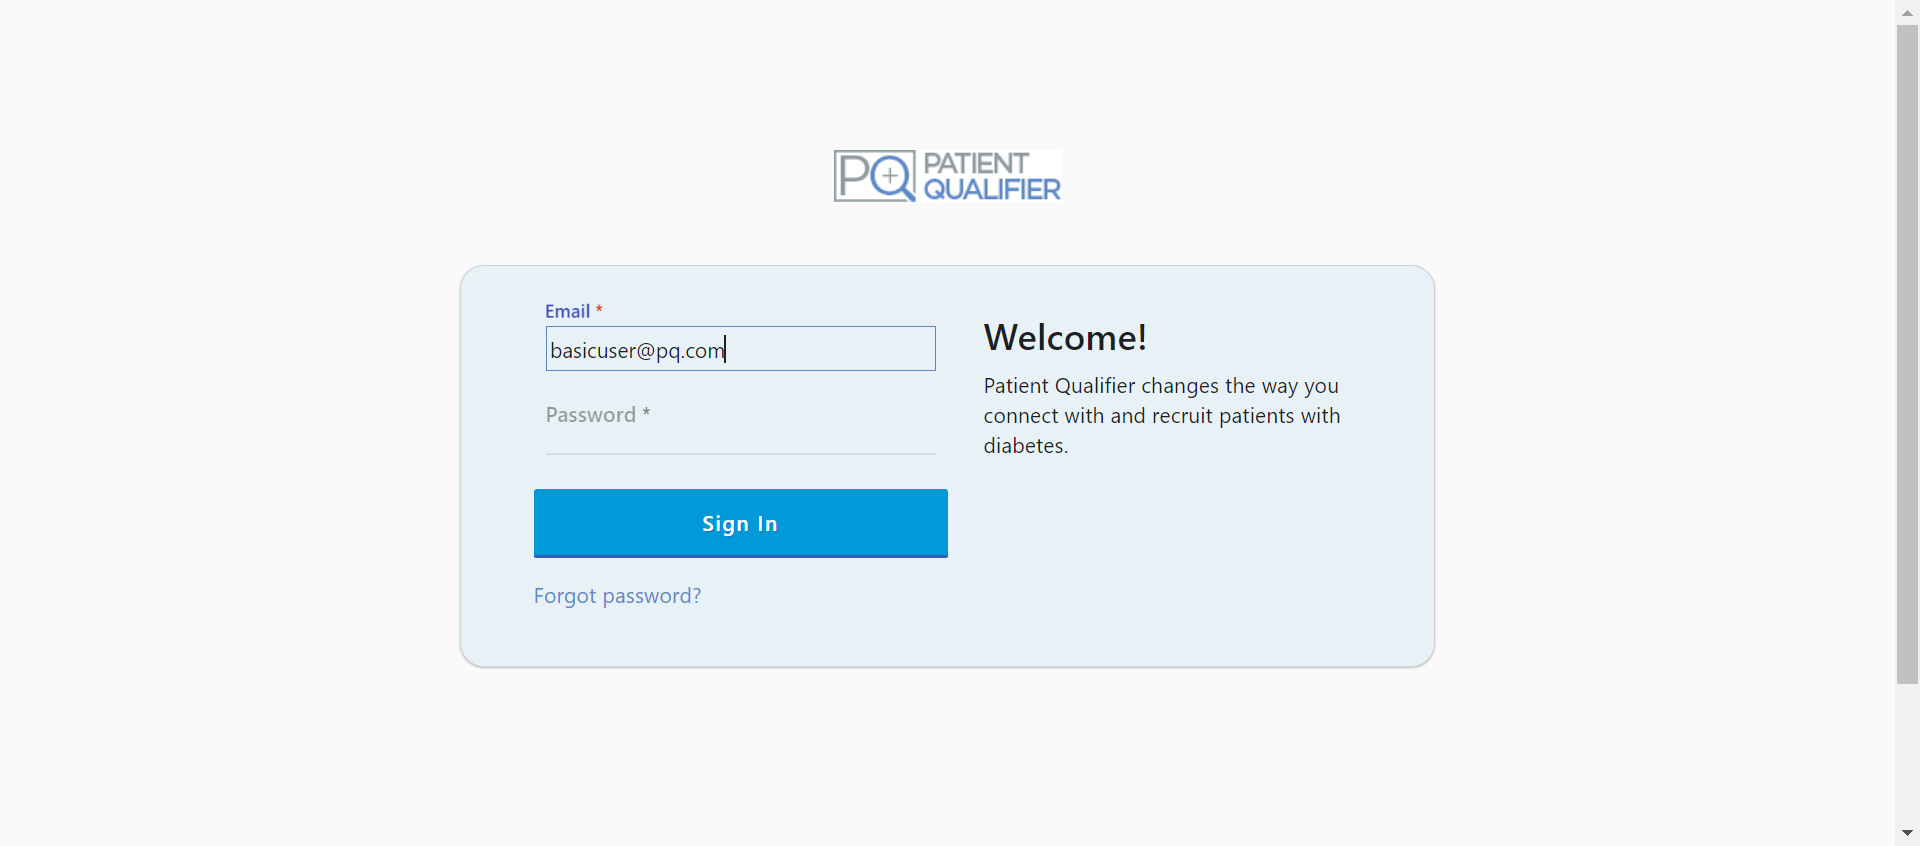 PQ PATIENT
QUALIFIER
Email *
basicuser@pq.com
Password *
Sign In
Forgot password?
Welcome!
Patient Qualifier changes the way you
connect with and recruit patients with
diabetes.